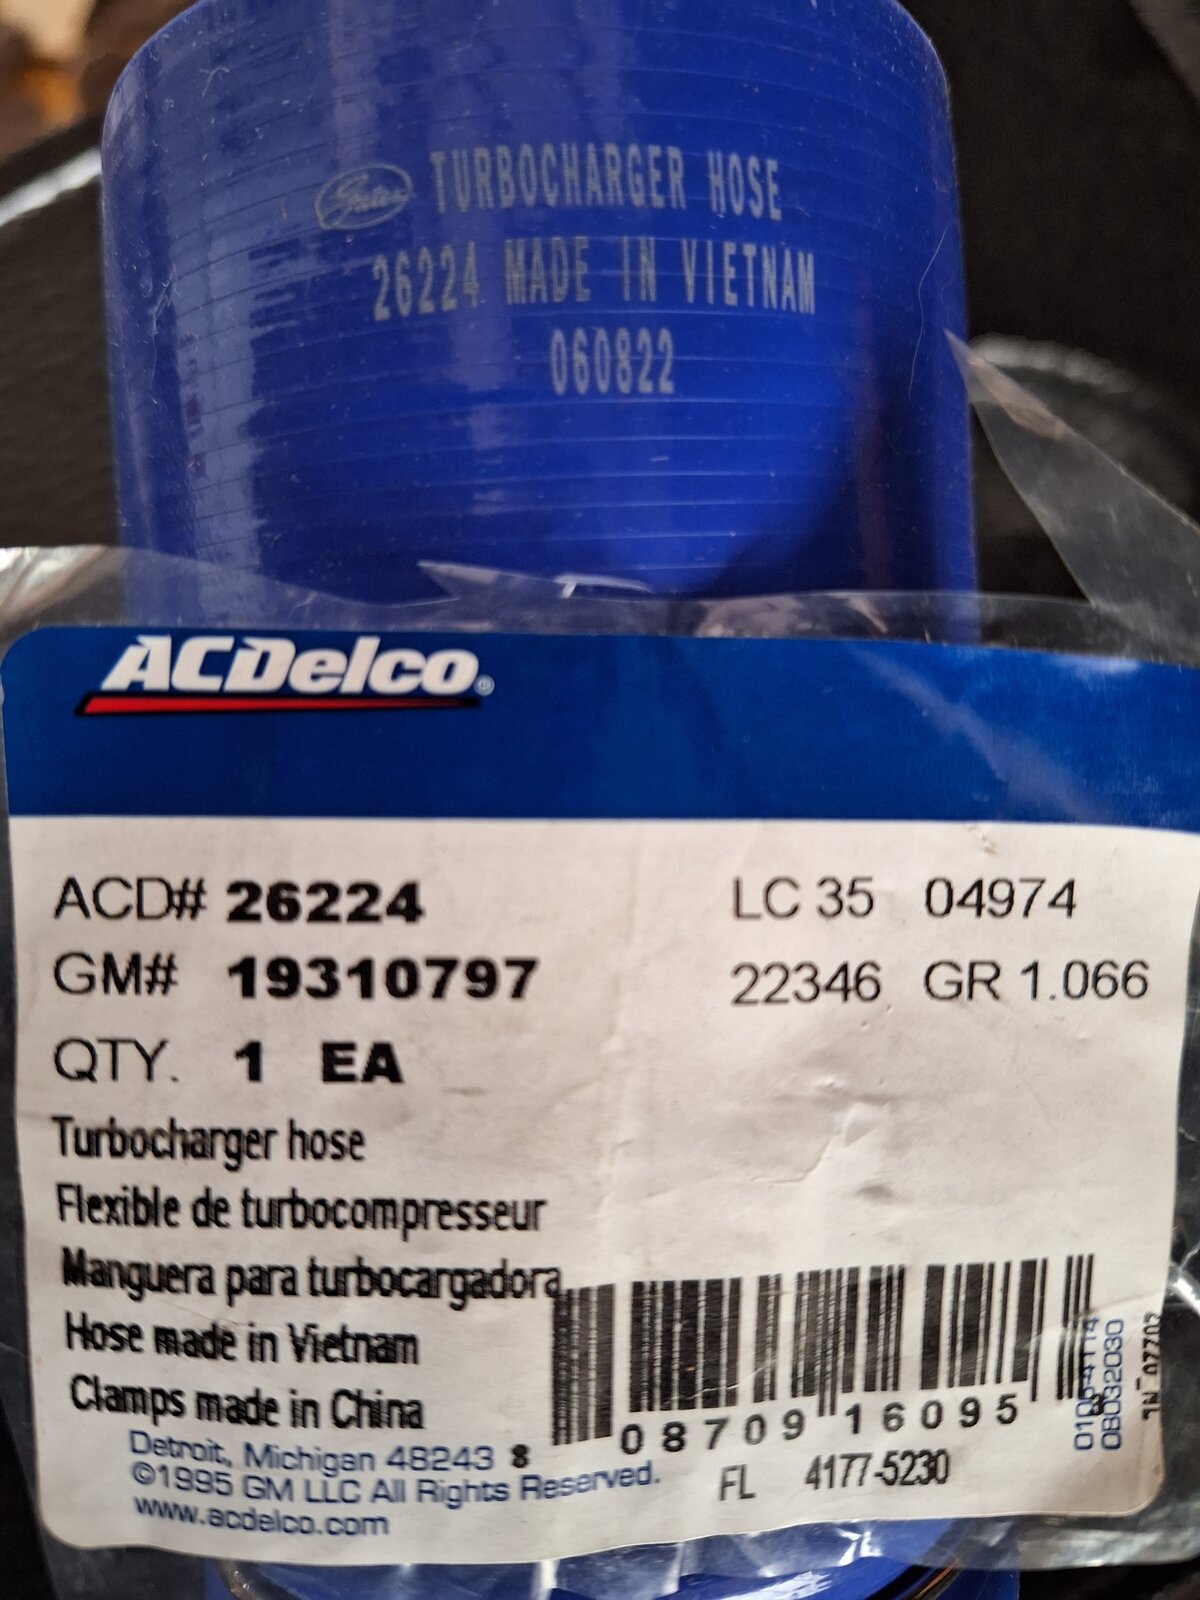 Gates TURBOCHARGER HOSE
26224 MADE IN VIETNAM
060822
ACDelco®
ACD# 26224 LC 35 04974
GM# 19310797 22346 GR 1.066
QTY. 1 EA
Turbocharger hose
Flexible de turbocompresseur
Manguera para turbocargadora
Hose made in Vietnam
Clamps made in China
8 08709 16095
Detroit, Michigan 48243
©1995 GM LLC All Rights Reserved.
www.acdelco.com
FL 4177-5230
08032030